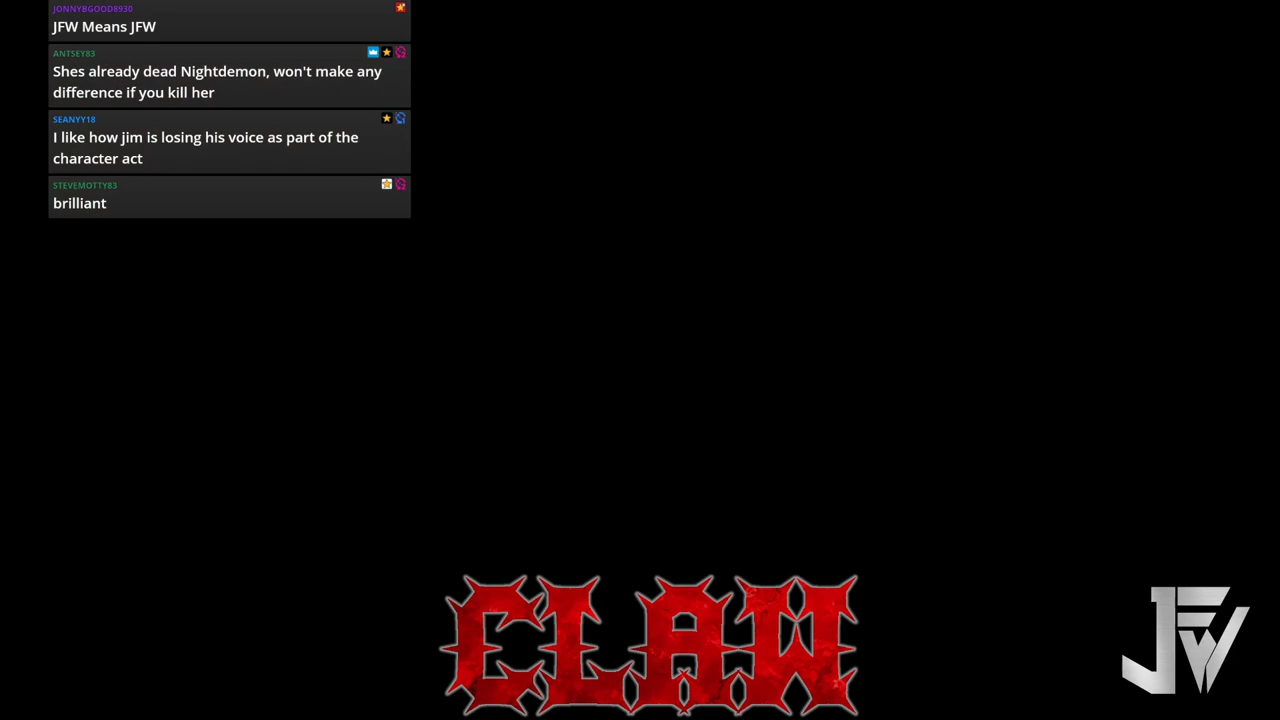 JONNYBGOOD8930
JFW Means JFW
ANTSEY83
Shes already dead Nightdemon, won't make any
difference if you kill her
SEANYY18
I like how jim is losing his voice as part of the
character act
STEVEMOTTY83
brilliant
CLAW
JFW